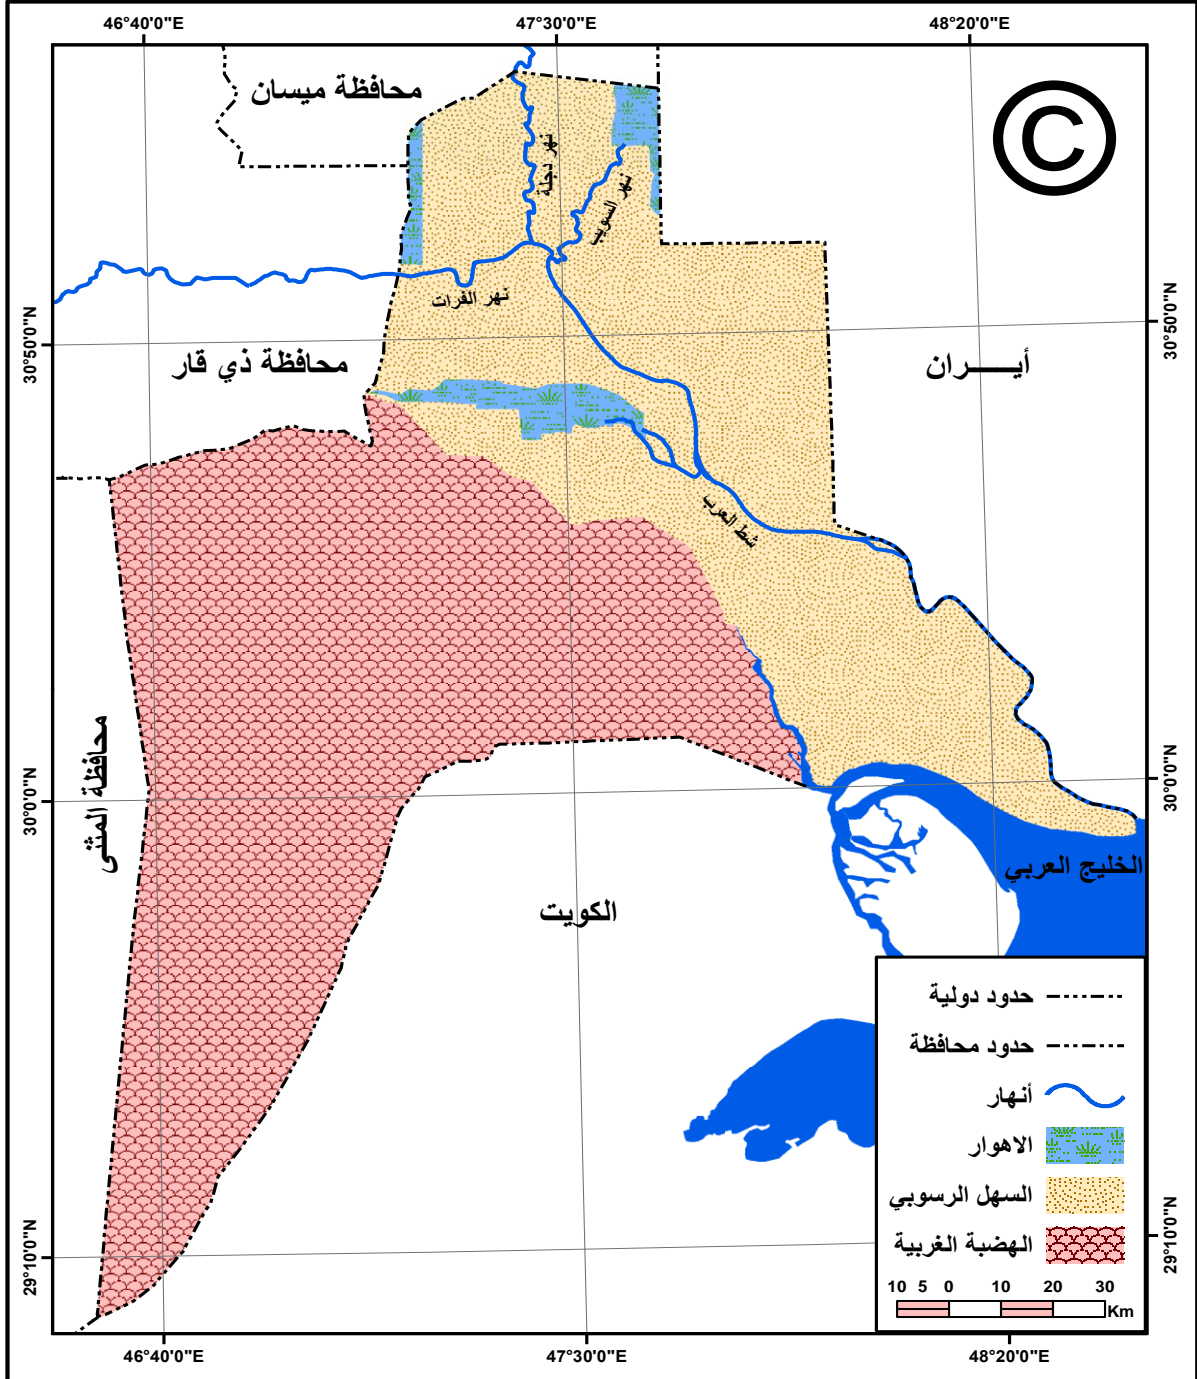 46°40'0"E
47°30'0"E
48°20'0"E
©
محافظة ميسان
نهر دجلة
نهر السويب
نهر الفرات
30°50'0"N
30°50'0"N
محافظة ذي قار
أيـــران
شط العرب
محافظة المثنى
30°0'0"N
30°0'0"N
الخليج العربي
الكويت
حدود دولية
حدود محافظة
أنهار
الاهوار
السهل الرسوبي
الهضبة الغربية
29°10'0"N
29°10'0"N
10 5 0 10 20 30
Km
46°40'0"E
47°30'0"E
48°20'0"E